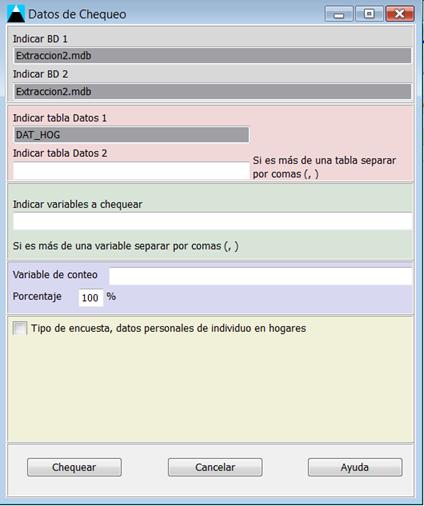 Datos de Chequeo
Indicar BD 1
Extraccion2.mdb
Indicar BD 2
Extraccion2.mdb
Indicar tabla Datos 1
DAT_HOG
Indicar tabla Datos 2
Si es más de una tabla separar
por comas (, )
Indicar variables a chequear
Si es más de una variable separar por comas (, )
Variable de conteo
Porcentaje 100 %
Tipo de encuesta, datos personales de individuo en hogares
Chequear Cancelar Ayuda